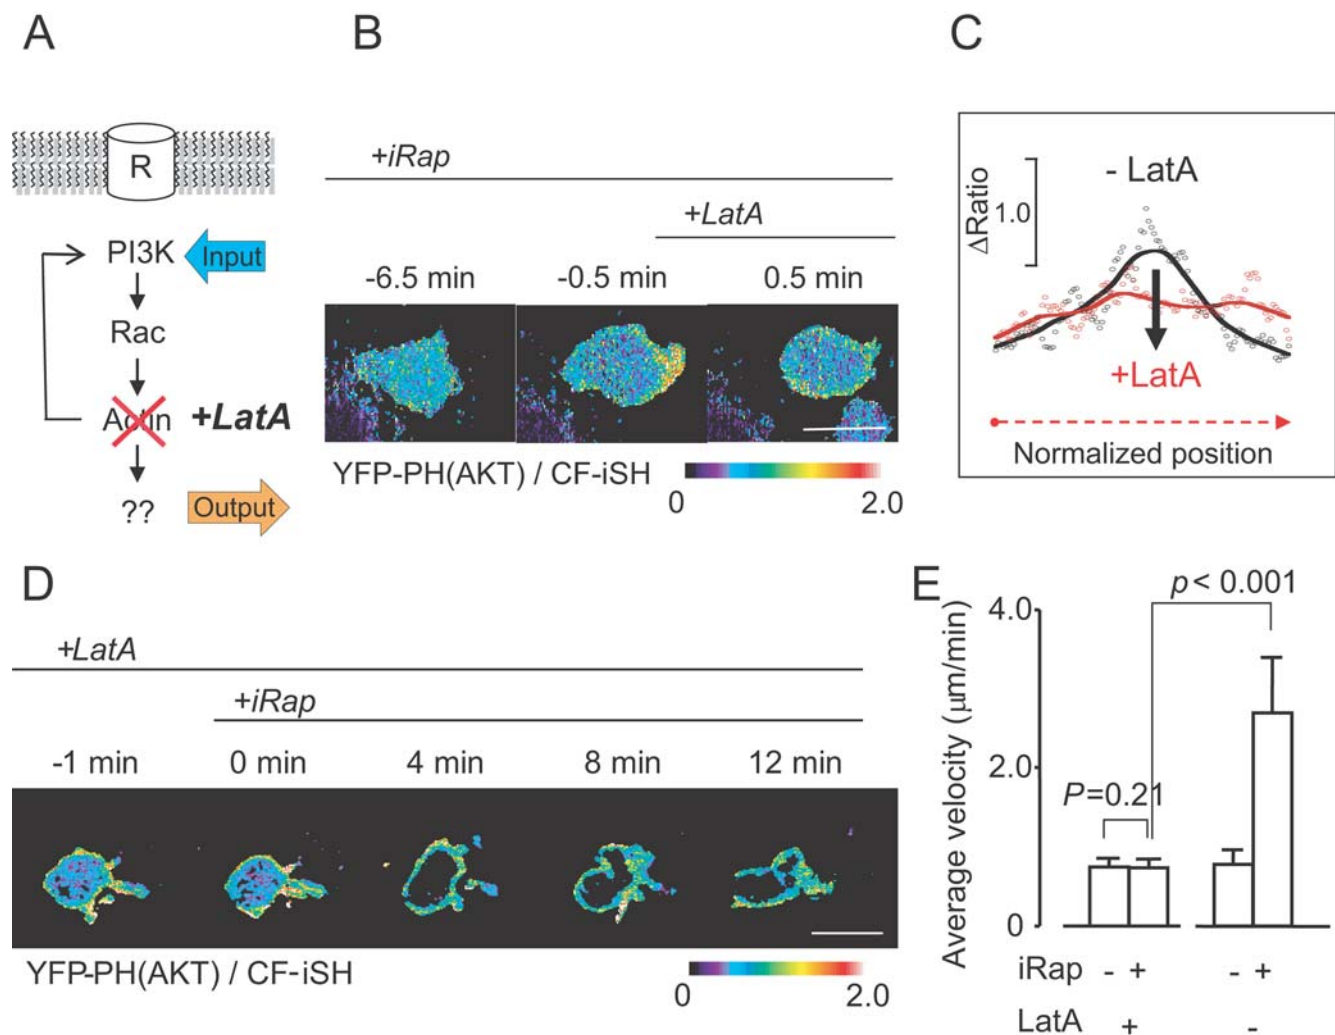 A
R
PI3K
Input
Rac
Actin
+LatA
??
Output
B
+iRap
+LatA
-6.5 min
-0.5 min
0.5 min
YFP-PH(AKT) / CF-iSH
0
2.0
C
ΔRatio
1.0
- LatA
+LatA
Normalized position
D
+LatA
+iRap
-1 min
0 min
4 min
8 min
12 min
YFP-PH(AKT) / CF-iSH
0
2.0
E
Average velocity (μm/min)
4.0
2.0
0
p < 0.001
P=0.21
iRap - + - +
LatA + -